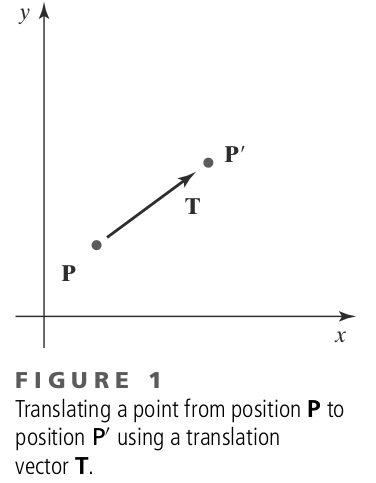 y
P′
T
P
x
FIGURE 1
Translating a point from position P to
position P′ using a translation
vector T.